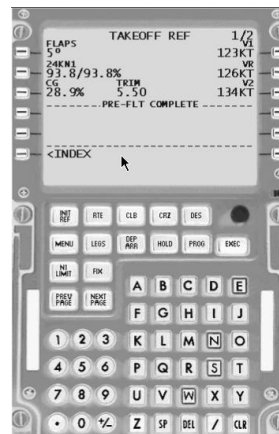 TAKEOFF REF 1/2
FLAPS V1
5° 123KT
24KN1 VR
93.8/93.8% 126KT
CG TRIM V2
28.9% 5.50 134KT
PRE-FLT COMPLETE
<INDEX
INIT REF RTE CLB CRZ DES
MENU LEGS DEP ARR HOLD PROG EXEC
N1 LIMIT FIX
PREV PAGE NEXT PAGE
A B C D E
F G H I J
1 2 3 K L M N O
4 5 6 P Q R S T
7 8 9 U V W X Y
. 0 +/- Z SP DEL / CLR